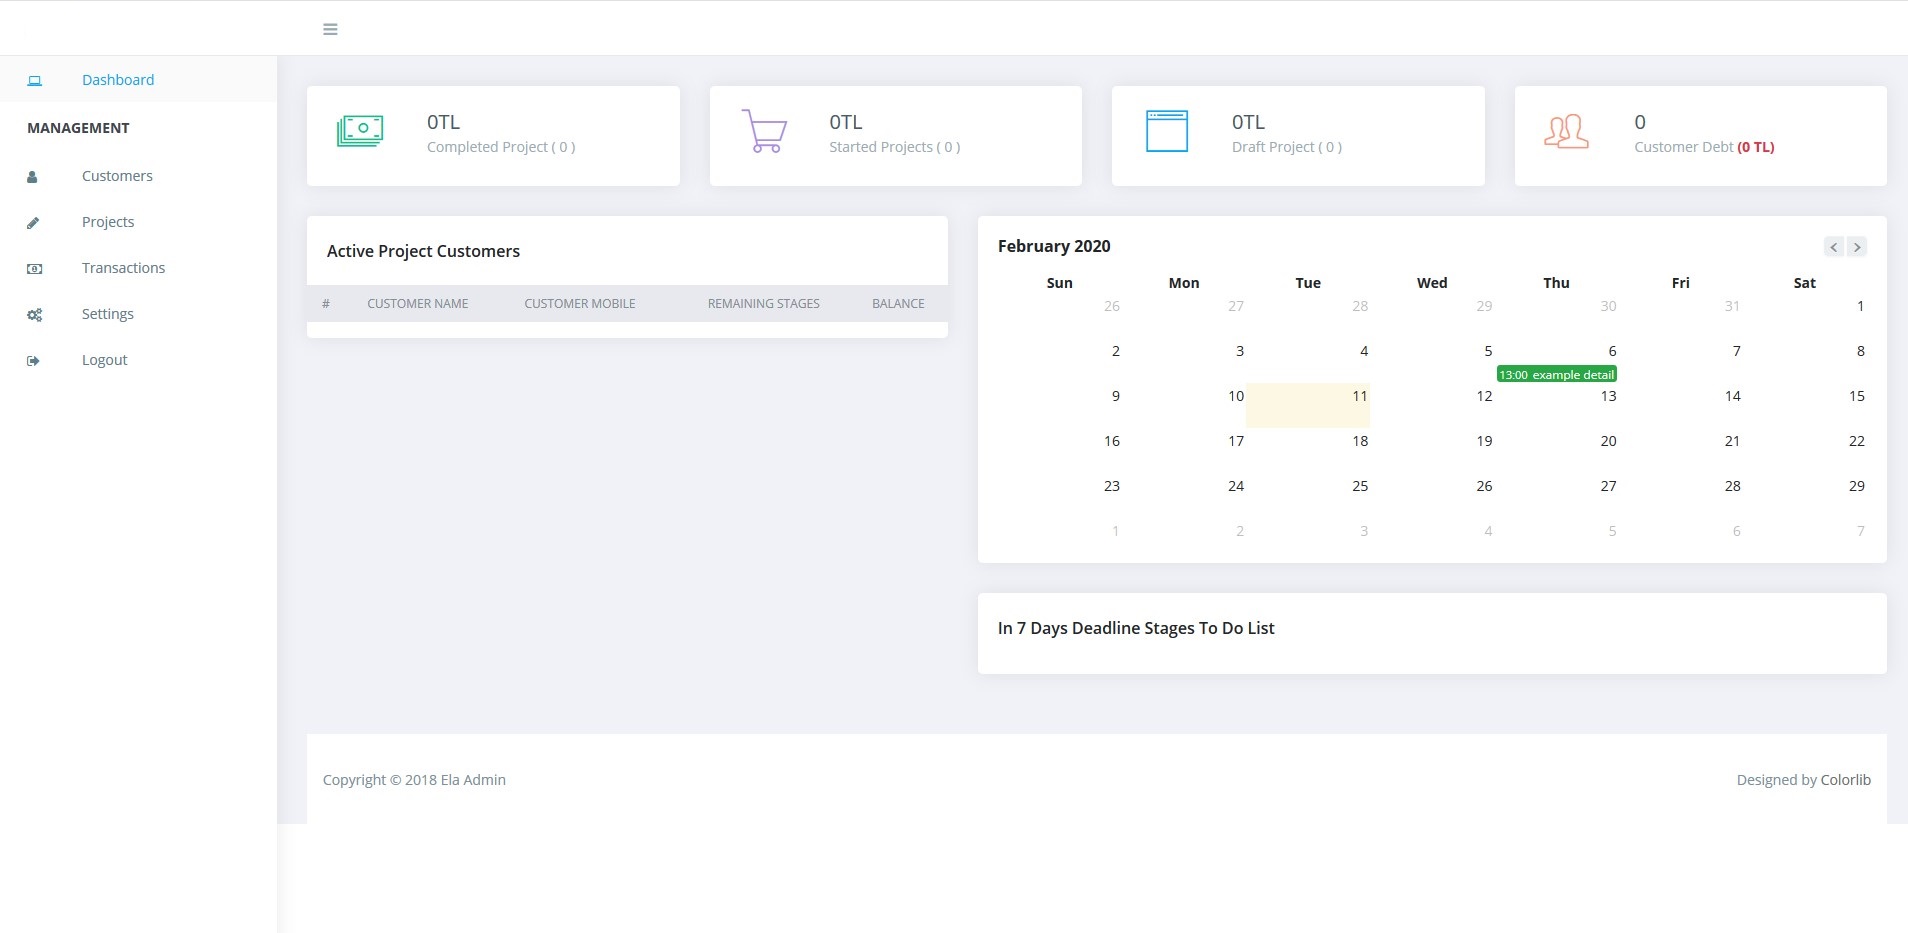 Dashboard
MANAGEMENT
Customers
Projects
Transactions
Settings
Logout
0TL
Completed Project ( 0 )
0TL
Started Projects ( 0 )
0TL
Draft Project ( 0 )
0
Customer Debt (0 TL)
Active Project Customers
# CUSTOMER NAME CUSTOMER MOBILE REMAINING STAGES BALANCE
February 2020
Sun Mon Tue Wed Thu Fri Sat
26 27 28 29 30 31 1
2 3 4 5 6 7 8
13:00 example detail
9 10 11 12 13 14 15
16 17 18 19 20 21 22
23 24 25 26 27 28 29
1 2 3 4 5 6 7
In 7 Days Deadline Stages To Do List
Copyright © 2018 Ela Admin
Designed by Colorlib